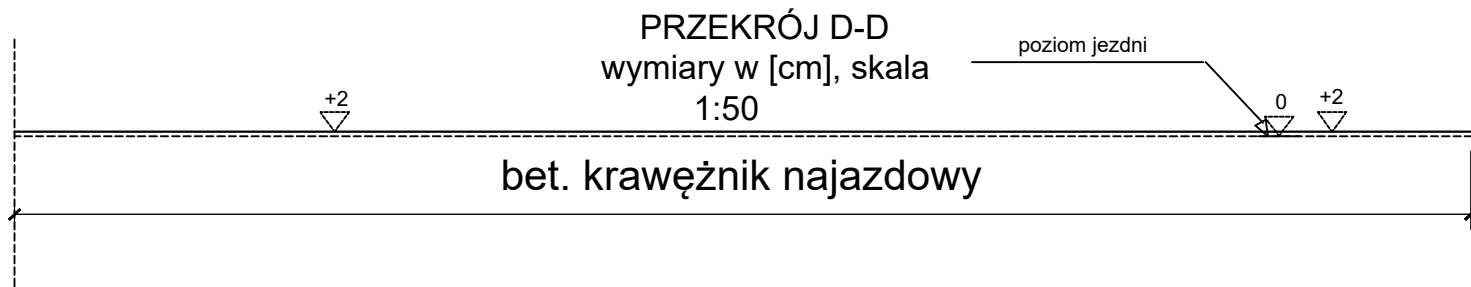 PRZEKRÓJ D-D
wymiary w [cm], skala
1:50
poziom jezdni
+2
0
+2
bet. krawężnik najazdowy